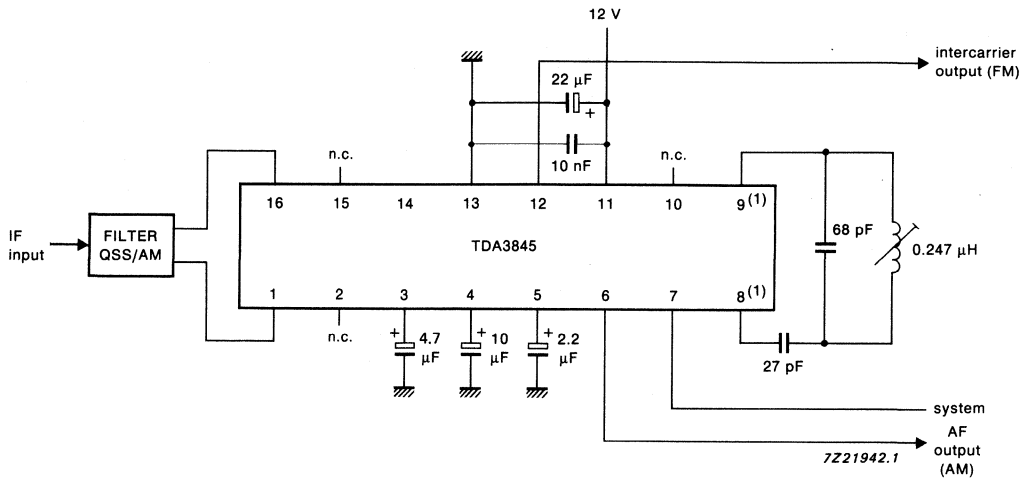 12 V
intercarrier
output (FM)
22 µF
+
10 nF
n.c.
n.c.
16 15 14 13 12 11 10 9(1)
IF
input
FILTER
QSS/AM
TDA3845
68 pF
0.247 µH
1 2 3 4 5 6 7 8(1)
n.c.
+ 4.7
µF
+ 10
µF
+ 2.2
µF
27 pF
system
AF
output
(AM)
7Z21942.1